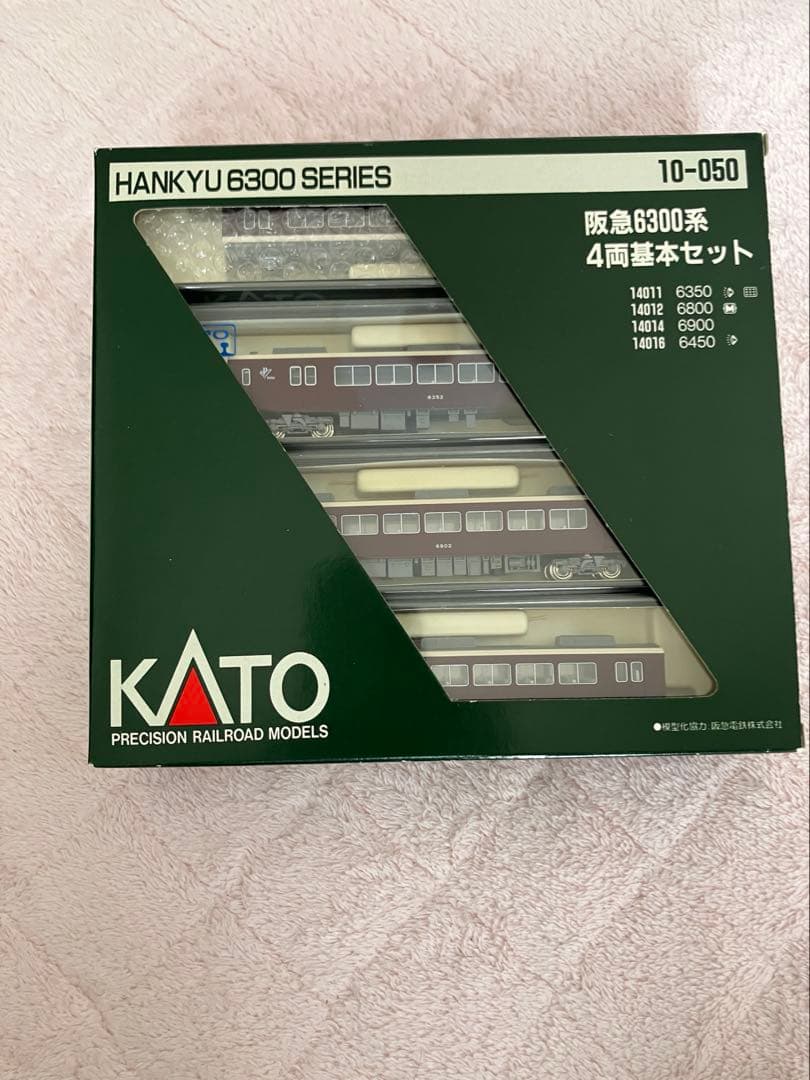 HANKYU 6300 SERIES
10-050
阪急6300系
4両基本セット
14011 6350
14012 6800 M
14014 6900
14016 6450
6352
6902
KATO
PRECISION RAILROAD MODELS
●模型化協力:阪急電鉄株式会社